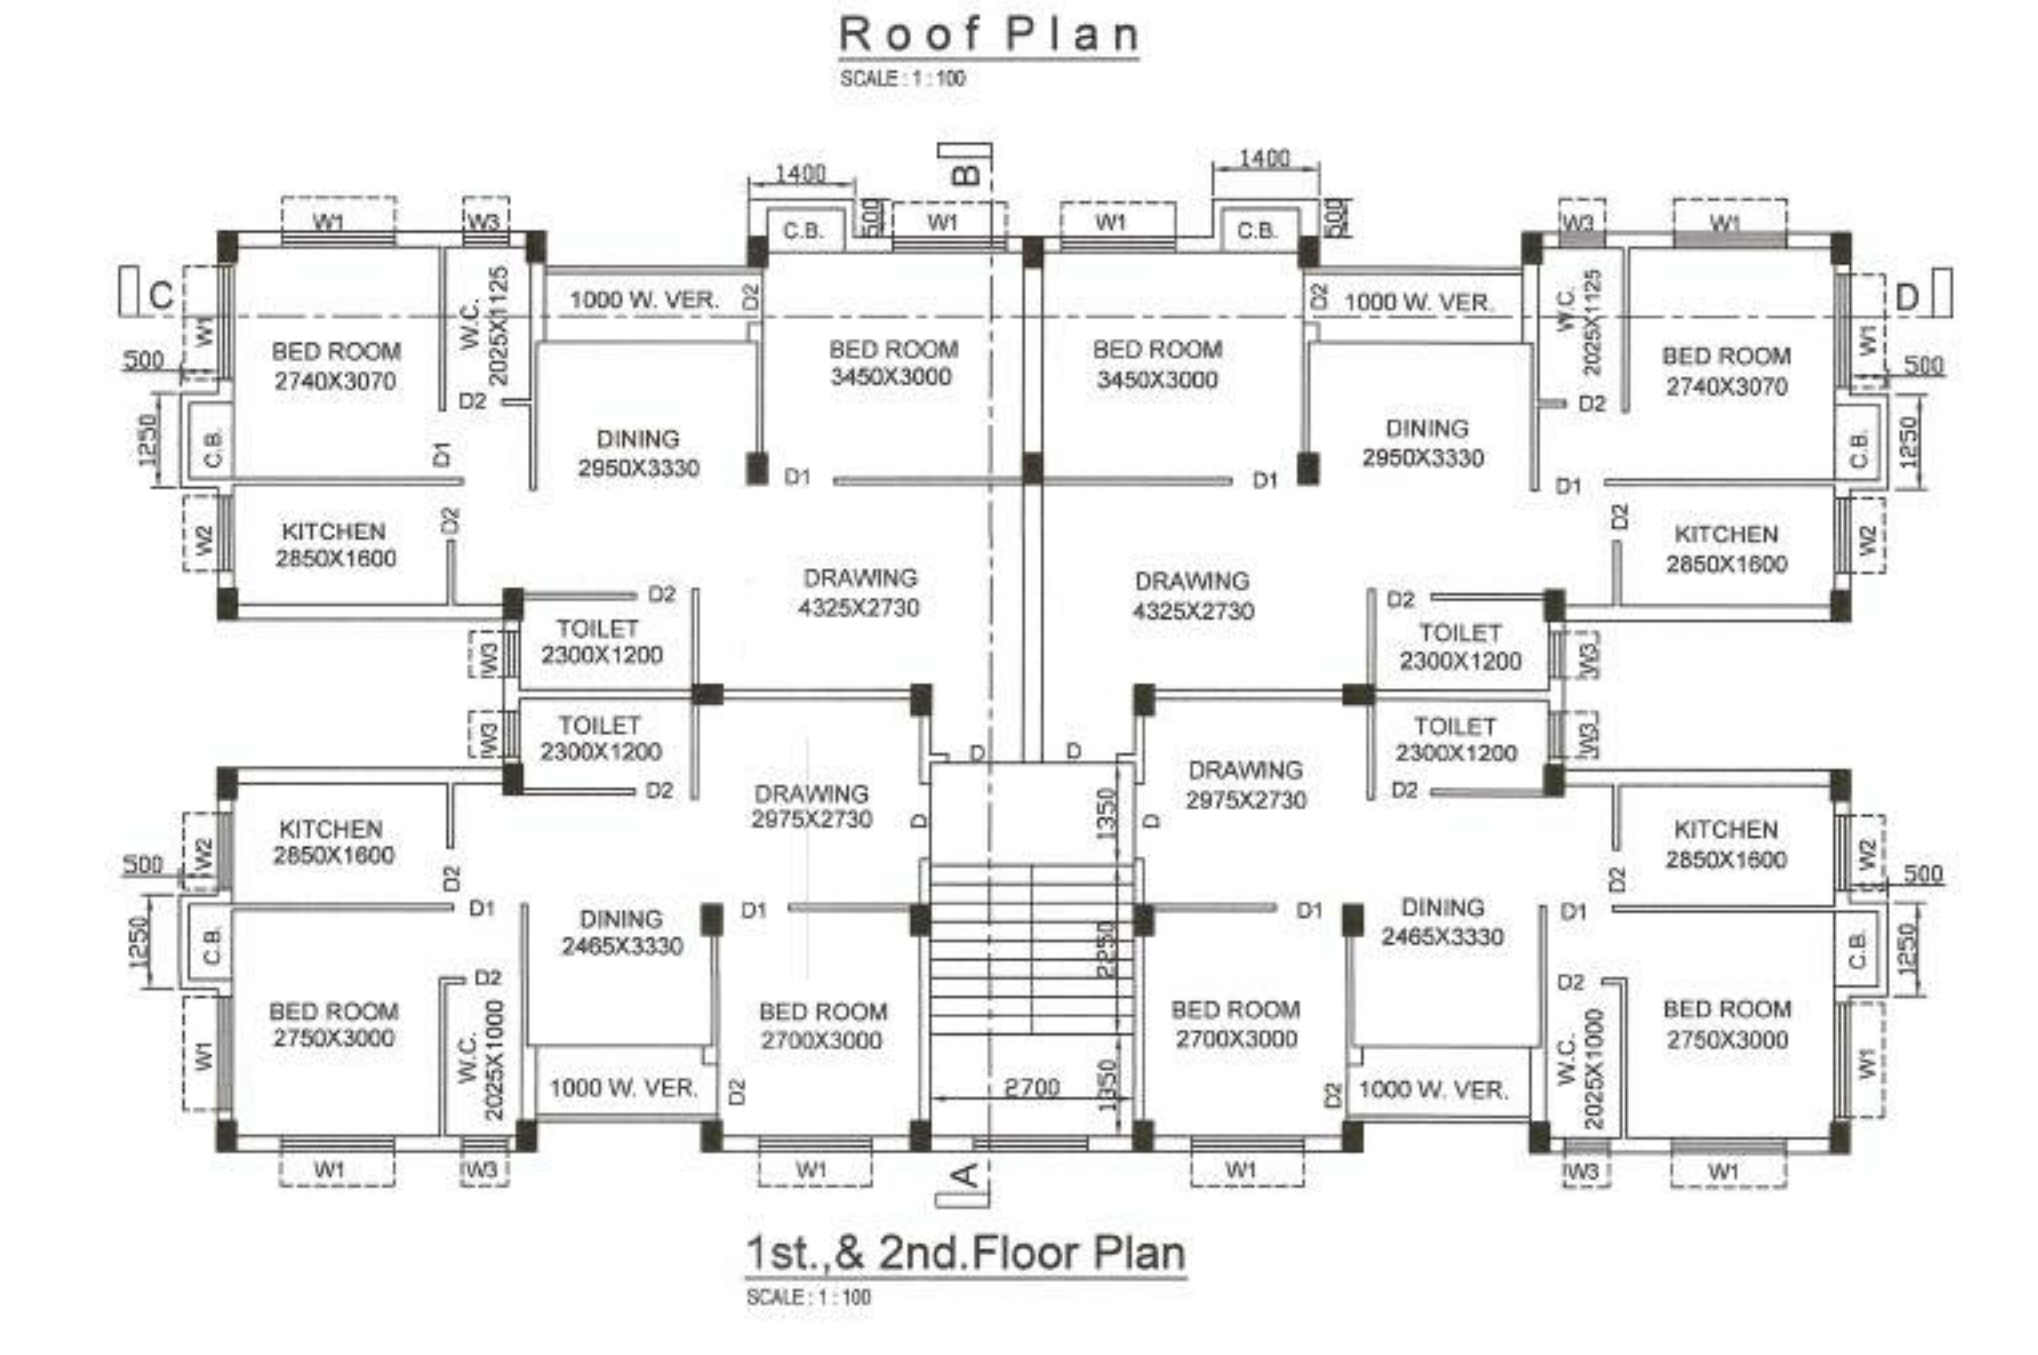 Roof Plan
SCALE : 1 : 100
B
1400
1400
W1
W3
C.B.
500
W1
W1
C.B.
500
W3
W1
C
W1
W.C.
2025X1125
1000 W. VER.
D2
D2
1000 W. VER.
W.C.
2025X1125
W1
D
500
BED ROOM
2740X3070
BED ROOM
3450X3000
BED ROOM
3450X3000
BED ROOM
2740X3070
500
D2
D2
1250
C.B.
D1
DINING
2950X3330
DINING
2950X3330
C.B.
1250
D1
D1
D1
W2
KITCHEN
2850X1600
D2
D2
KITCHEN
2850X1600
W2
DRAWING
4325X2730
DRAWING
4325X2730
D2
D2
W3
TOILET
2300X1200
TOILET
2300X1200
W3
W3
TOILET
2300X1200
TOILET
2300X1200
W3
D
D
D2
DRAWING
2975X2730
D
1350
D
DRAWING
2975X2730
D2
500
W2
KITCHEN
2850X1600
D2
D2
KITCHEN
2850X1600
W2
500
D1
D1
D1
D1
1250
C.B.
DINING
2465X3330
2250
DINING
2465X3330
C.B.
1250
D2
D2
W1
BED ROOM
2750X3000
W.C.
2025X1000
BED ROOM
2700X3000
BED ROOM
2700X3000
W.C.
2025X1000
BED ROOM
2750X3000
W1
1000 W. VER.
D2
2700
1350
D2
1000 W. VER.
W1
W3
W1
A
W1
W3
W1
1st.,& 2nd.Floor Plan
SCALE : 1 : 100